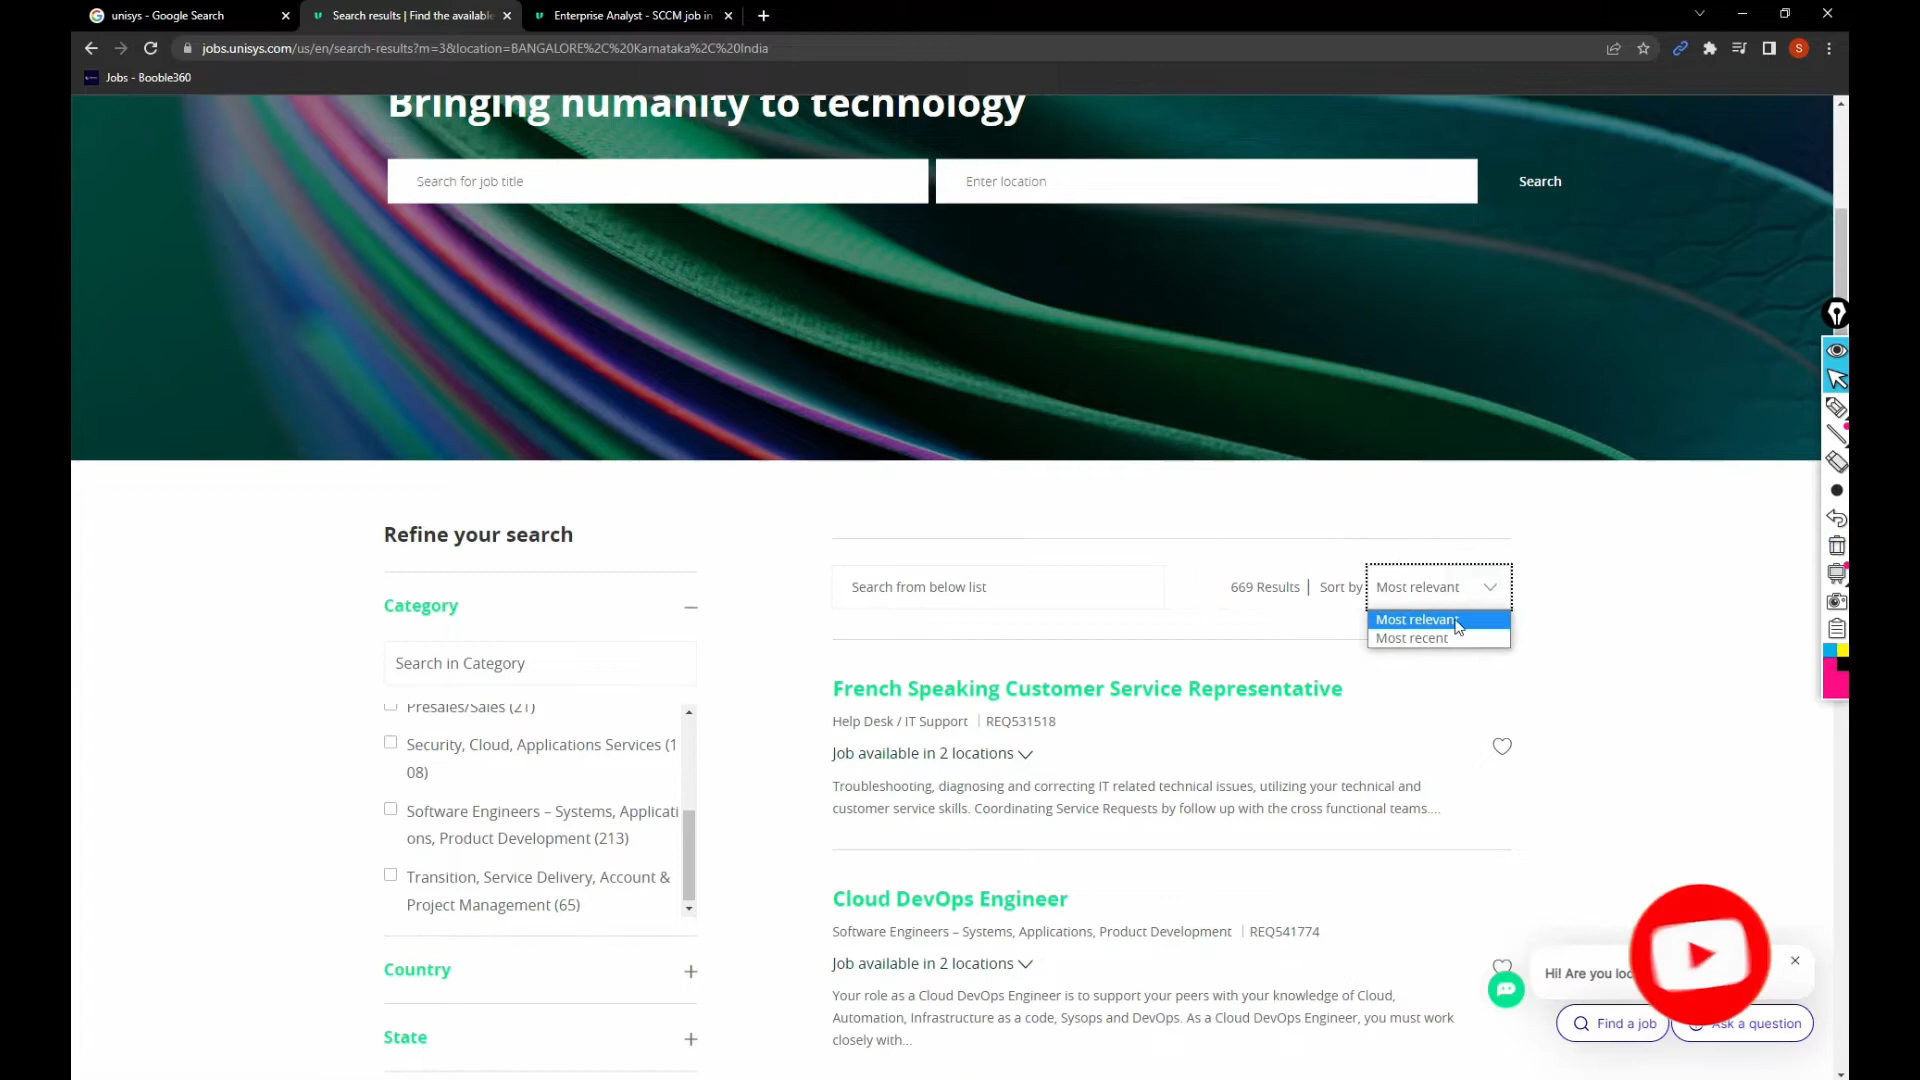 unisys - Google Search
Search results | Find the available
Enterprise Analyst - SCCM job in
jobs.unisys.com/us/en/search-results?m=3&location=BANGALORE%2C%20Karnataka%2C%20India
S
Jobs - Booble360
Bringing humanity to technology
Search for job title
Enter location
Search
Refine your search
Category
Search in Category
Presales/Sales (21)
Security, Cloud, Applications Services (1
08)
Software Engineers – Systems, Applicati
ons, Product Development (213)
Transition, Service Delivery, Account &
Project Management (65)
Country
State
Search from below list
669 Results | Sort by
Most relevant
Most relevant
Most recent
French Speaking Customer Service Representative
Help Desk / IT Support | REQ531518
Job available in 2 locations
Troubleshooting, diagnosing and correcting IT related technical issues, utilizing your technical and
customer service skills. Coordinating Service Requests by follow up with the cross functional teams....
Cloud DevOps Engineer
Software Engineers – Systems, Applications, Product Development | REQ541774
Job available in 2 locations
Your role as a Cloud DevOps Engineer is to support your peers with your knowledge of Cloud,
Automation, Infrastructure as a code, Sysops and DevOps. As a Cloud DevOps Engineer, you must work
closely with...
Hi! Are you
Find a job
Ask a question